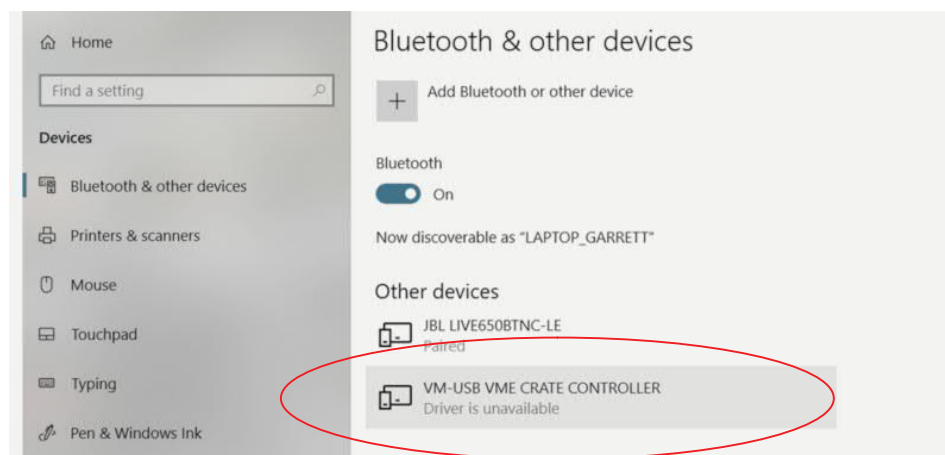 Home
Find a setting
Devices
Bluetooth & other devices
Printers & scanners
Mouse
Touchpad
Typing
Pen & Windows Ink
Bluetooth & other devices
Add Bluetooth or other device
Bluetooth
On
Now discoverable as "LAPTOP_GARRETT"
Other devices
JBL LIVE650BTNC-LE
Paired
VM-USB VME CRATE CONTROLLER
Driver is unavailable